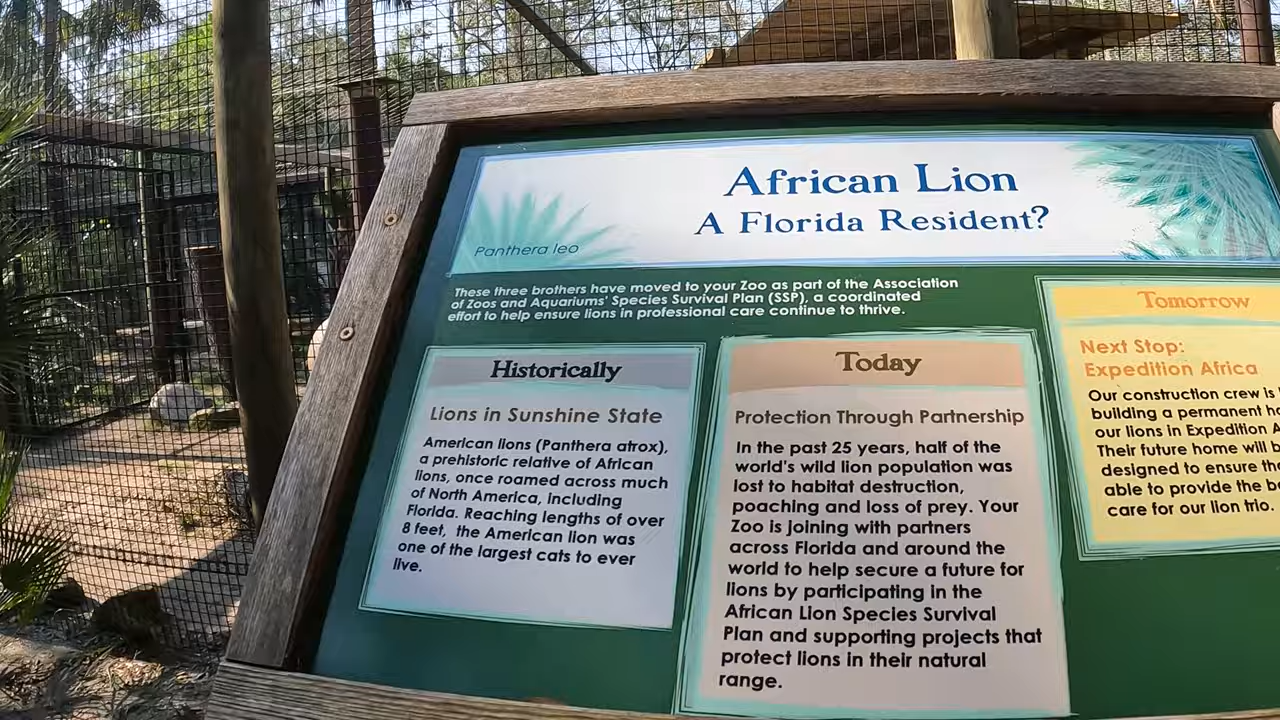 African Lion
A Florida Resident?
Panthera leo
These three brothers have moved to your Zoo as part of the Association
of Zoos and Aquariums' Species Survival Plan (SSP), a coordinated
effort to help ensure lions in professional care continue to thrive.
Historically
Lions in Sunshine State
American lions (Panthera atrox),
a prehistoric relative of African
lions, once roamed across much
of North America, including
Florida. Reaching lengths of over
8 feet, the American lion was
one of the largest cats to ever
live.
Today
Protection Through Partnership
In the past 25 years, half of the
world's wild lion population was
lost to habitat destruction,
poaching and loss of prey. Your
Zoo is joining with partners
across Florida and around the
world to help secure a future for
lions by participating in the
African Lion Species Survival
Plan and supporting projects that
protect lions in their natural
range.
Tomorrow
Next Stop:
Expedition Africa
Our construction crew is
building a permanent
our lions in Expedition
Their future home will
designed to ensure
able to provide the
care for our lion trio.